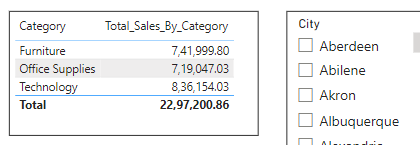 Category Total_Sales_By_Category
Furniture 7,41,999.80
Office Supplies 7,19,047.03
Technology 8,36,154.03
Total 22,97,200.86
City
Aberdeen
Abilene
Akron
Albuquerque